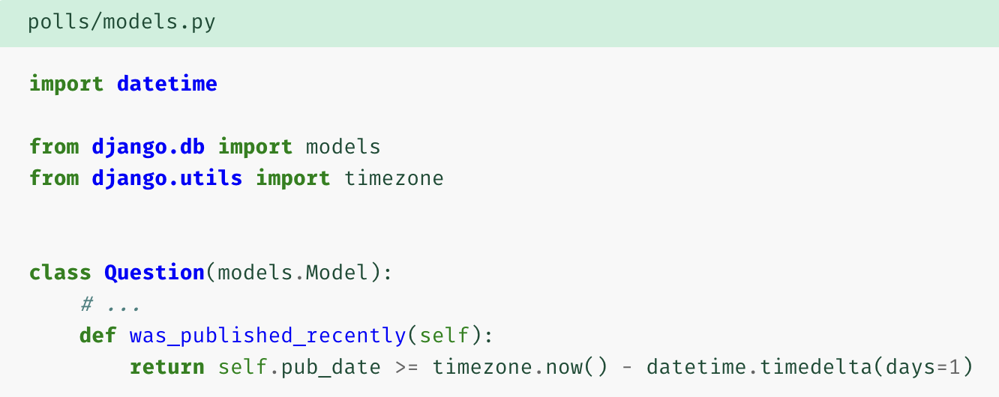 polls/models.py
import datetime
from django.db import models
from django.utils import timezone
class Question(models.Model):
    # ...
    def was_published_recently(self):
        return self.pub_date >= timezone.now() - datetime.timedelta(days=1)